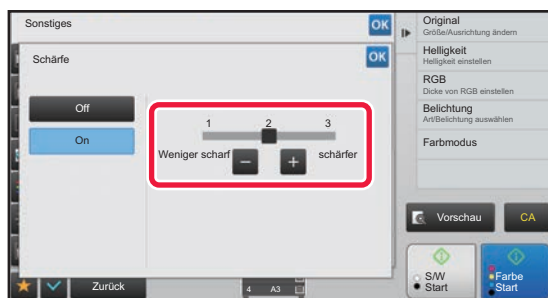 Sonstiges
OK
Schärfe
OK
Off
On
1 2 3
Weniger scharf
schärfer
Original
Größe/Ausrichtung ändern
Helligkeit
Helligkeit einstellen
RGB
Dicke von RGB einstellen
Belichtung
Art/Belichtung auswählen
Farbmodus
Vorschau
CA
S/W
Start
Farbe
Start
Zurück
4 A3